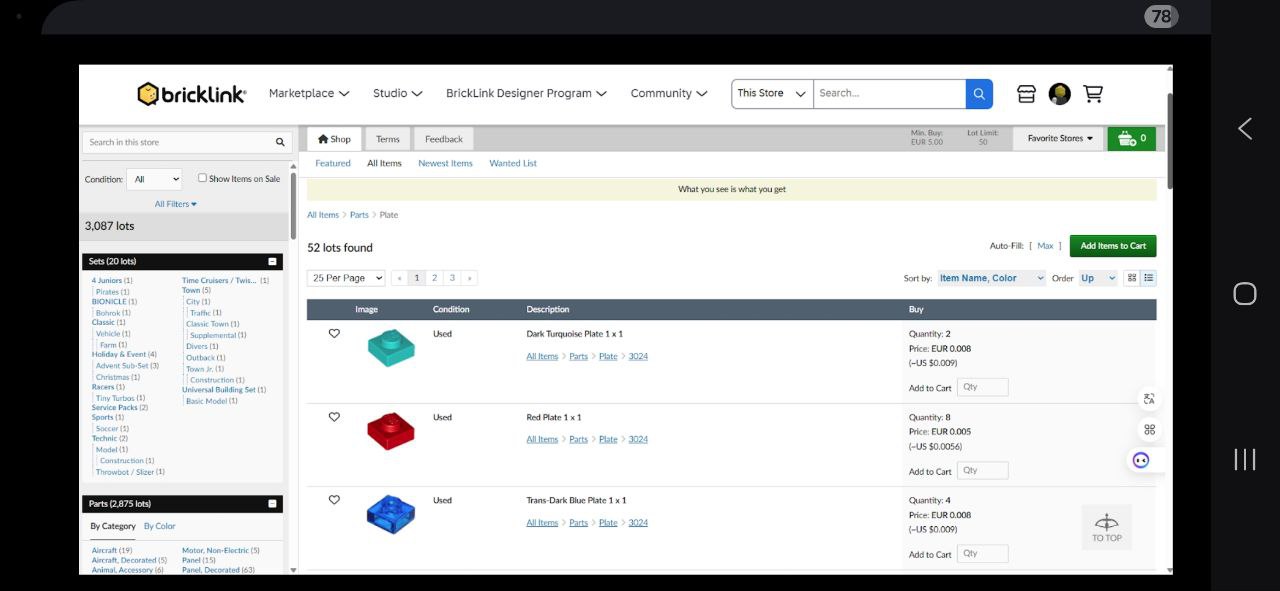 78
bricklink
Marketplace
Studio
BrickLink Designer Program
Community
This Store
Search...
Search in this store
Shop
Terms
Feedback
Min. Buy:
EUR 5.00
Lot Limit:
50
Favorite Stores
0
Condition:
All
Show Items on Sale
All Filters
3,087 lots
Featured
All Items
Newest Items
Wanted List
What you see is what you get
All Items > Parts > Plate
52 lots found
Auto-Fill: [ Max ]
Add Items to Cart
25 Per Page
« 1 2 3 »
Sort by: Item Name, Color
Order Up
Sets (20 lots)
4 Juniors (1)
Pirates (1)
BIONICLE (1)
Bohrok (1)
Classic (1)
Vehicle (1)
Farm (1)
Holiday & Event (4)
Advent Sub-Set (3)
Christmas (1)
Racers (1)
Tiny Turbos (1)
Service Packs (2)
Sports (1)
Soccer (1)
Technic (2)
Model (1)
Construction (1)
Throwbot / Slizer (1)
Time Cruisers / Twis... (1)
Town (5)
City (1)
Traffic (1)
Classic Town (1)
Supplemental (1)
Divers (1)
Outback (1)
Town Jr. (1)
Construction (1)
Universal Building Set (1)
Basic Model (1)
Parts (2,875 lots)
By Category
By Color
Aircraft (19)
Aircraft, Decorated (5)
Animal, Accessory (6)
Motor, Non-Electric (5)
Panel (15)
Panel, Decorated (63)
Image
Condition
Description
Buy
Used
Dark Turquoise Plate 1 x 1
All Items > Parts > Plate > 3024
Quantity: 2
Price: EUR 0.008
(~US $0.009)
Add to Cart
Qty
Used
Red Plate 1 x 1
All Items > Parts > Plate > 3024
Quantity: 8
Price: EUR 0.005
(~US $0.0056)
Add to Cart
Qty
Used
Trans-Dark Blue Plate 1 x 1
All Items > Parts > Plate > 3024
Quantity: 4
Price: EUR 0.008
(~US $0.009)
Add to Cart
Qty
TO TOP